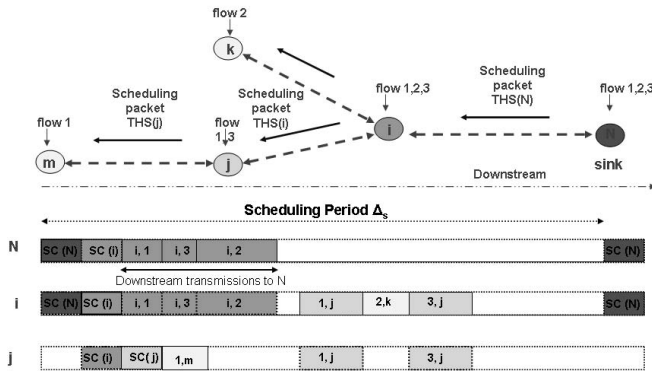 flow 2
k
Scheduling
packet
THS(j)
Scheduling
packet
THS(i)
flow 1,2,3
Scheduling
packet
THS(N)
flow 1,2,3
flow 1
flow
1,3
m
j
i
N
sink
Downstream
Scheduling Period Δs
N
SC (N)
SC (i)
i, 1
i, 3
i, 2
SC (N)
Downstream transmissions to N
i
SC (N)
SC (i)
i, 1
i, 3
i, 2
1, j
2,k
3, j
SC (N)
j
SC (i)
SC( j)
1,m
1, j
3, j